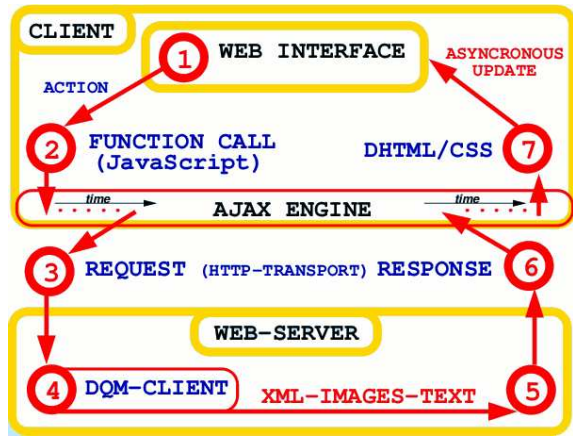 CLIENT
1
WEB INTERFACE
ASYNCRONOUS
UPDATE
ACTION
2
FUNCTION CALL
(JavaScript)
DHTML/CSS
7
time
AJAX ENGINE
time
3
REQUEST (HTTP-TRANSPORT) RESPONSE
6
WEB-SERVER
4
DQM-CLIENT
XML-IMAGES-TEXT
5